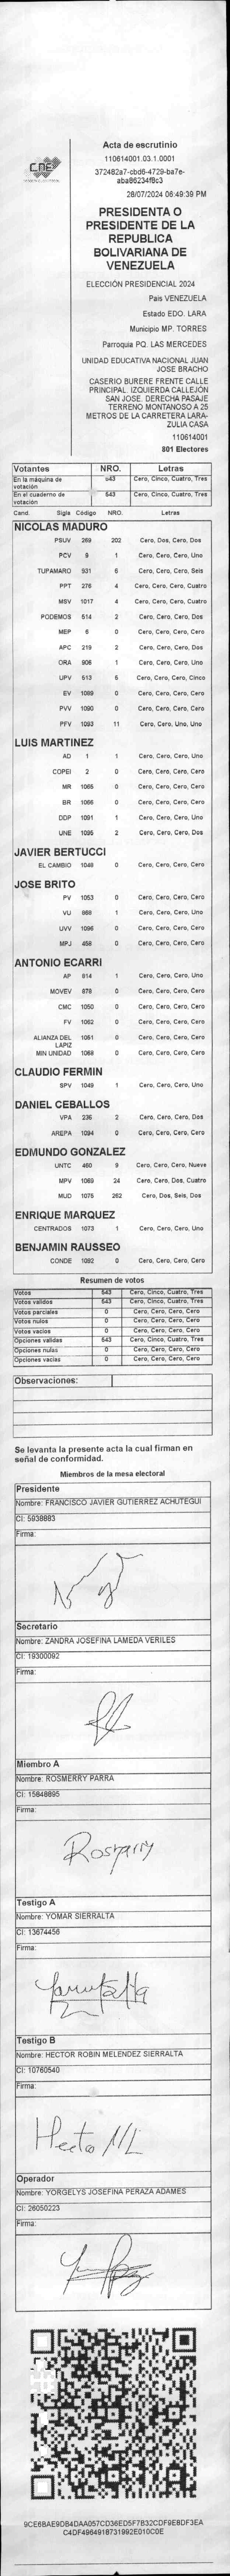 Acta de escrutinio
110614001.03.1.0001
372482a7-cbd6-4729-ba7e-
aba86234f8c3
28/07/2024 06:49:39 PM
PRESIDENTA O
PRESIDENTE DE LA
REPUBLICA
BOLIVARIANA DE
VENEZUELA
ELECCIÓN PRESIDENCIAL 2024
Pais VENEZUELA
Estado EDO. LARA
Municipio MP. TORRES
Parroquia PQ. LAS MERCEDES
UNIDAD EDUCATIVA NACIONAL JUAN
JOSE BRACHO
CASERIO BURERE FRENTE CALLE
PRINCIPAL. IZQUIERDA CALLEJÓN
SAN JOSE. DERECHA PASAJE
TERRENO MONTANOSO A 25
METROS DE LA CARRETERA LARA-
ZULIA CASA
110614001
801 Electores
Votantes NRO. Letras
En la máquina de votación 543 Cero, Cinco, Cuatro, Tres
En el cuaderno de votación 543 Cero, Cinco, Cuatro, Tres
Cand. Sigla Código NRO. Letras
NICOLAS MADURO
PSUV 269 202 Cero, Dos, Cero, Dos
PCV 9 1 Cero, Cero, Cero, Uno
TUPAMARO 931 6 Cero, Cero, Cero, Seis
PPT 276 4 Cero, Cero, Cero, Cuatro
MSV 1017 4 Cero, Cero, Cero, Cuatro
PODEMOS 514 2 Cero, Cero, Cero, Dos
MEP 6 0 Cero, Cero, Cero, Cero
APC 219 2 Cero, Cero, Cero, Dos
ORA 906 1 Cero, Cero, Cero, Uno
UPV 513 5 Cero, Cero, Cero, Cinco
EV 1089 0 Cero, Cero, Cero, Cero
PVV 1090 0 Cero, Cero, Cero, Cero
PFV 1093 11 Cero, Cero, Uno, Uno
LUIS MARTINEZ
AD 1 1 Cero, Cero, Cero, Uno
COPEI 2 0 Cero, Cero, Cero, Cero
MR 1065 0 Cero, Cero, Cero, Cero
BR 1066 0 Cero, Cero, Cero, Cero
DDP 1091 1 Cero, Cero, Cero, Uno
UNE 1095 2 Cero, Cero, Cero, Dos
JAVIER BERTUCCI
EL CAMBIO 1048 0 Cero, Cero, Cero, Cero
JOSE BRITO
PV 1053 0 Cero, Cero, Cero, Cero
VU 868 1 Cero, Cero, Cero, Uno
UVV 1096 0 Cero, Cero, Cero, Cero
MPJ 458 0 Cero, Cero, Cero, Cero
ANTONIO ECARRI
AP 814 1 Cero, Cero, Cero, Uno
MOVEV 878 0 Cero, Cero, Cero, Cero
CMC 1050 0 Cero, Cero, Cero, Cero
FV 1062 0 Cero, Cero, Cero, Cero
ALIANZA DEL LAPIZ 1051 0 Cero, Cero, Cero, Cero
MIN UNIDAD 1068 0 Cero, Cero, Cero, Cero
CLAUDIO FERMIN
SPV 1049 1 Cero, Cero, Cero, Uno
DANIEL CEBALLOS
VPA 236 2 Cero, Cero, Cero, Dos
AREPA 1094 0 Cero, Cero, Cero, Cero
EDMUNDO GONZALEZ
UNTC 460 9 Cero, Cero, Cero, Nueve
MPV 1069 24 Cero, Cero, Dos, Cuatro
MUD 1075 262 Cero, Dos, Seis, Dos
ENRIQUE MARQUEZ
CENTRADOS 1073 1 Cero, Cero, Cero, Uno
BENJAMIN RAUSSEO
CONDE 1082 0 Cero, Cero, Cero, Cero
Resumen de votos
Votos 543 Cero, Cinco, Cuatro, Tres
Votos validos 543 Cero, Cinco, Cuatro, Tres
Votos parciales 0 Cero, Cero, Cero, Cero
Votos nulos 0 Cero, Cero, Cero, Cero
Votos vacios 0 Cero, Cero, Cero, Cero
Opciones validas 543 Cero, Cinco, Cuatro, Tres
Opciones nulas 0 Cero, Cero, Cero, Cero
Opciones vacias 0 Cero, Cero, Cero, Cero
Observaciones:
Se levanta la presente acta la cual firman en
señal de conformidad.
Miembros de la mesa electoral
Presidente
Nombre: FRANCISCO JAVIER GUTIERREZ ACHUTEGUI
CI: 5938883
Firma:
Secretario
Nombre: ZANDRA JOSEFINA LAMEDA VERILES
CI: 19300092
Firma:
Miembro A
Nombre: ROSMERRY PARRA
CI: 15848895
Firma:
Testigo A
Nombre: YOMAR SIERRALTA
CI: 13674456
Firma:
Testigo B
Nombre: HECTOR ROBIN MELENDEZ SIERRALTA
CI: 10760540
Firma:
Operador
Nombre: YORGELYS JOSEFINA PERAZA ADAMES
CI: 26050223
Firma:
9CE6BAE9DB4DAA057CD36ED5F7B32CDF9E8DF3EA
C4DF4964918731992E010C0E